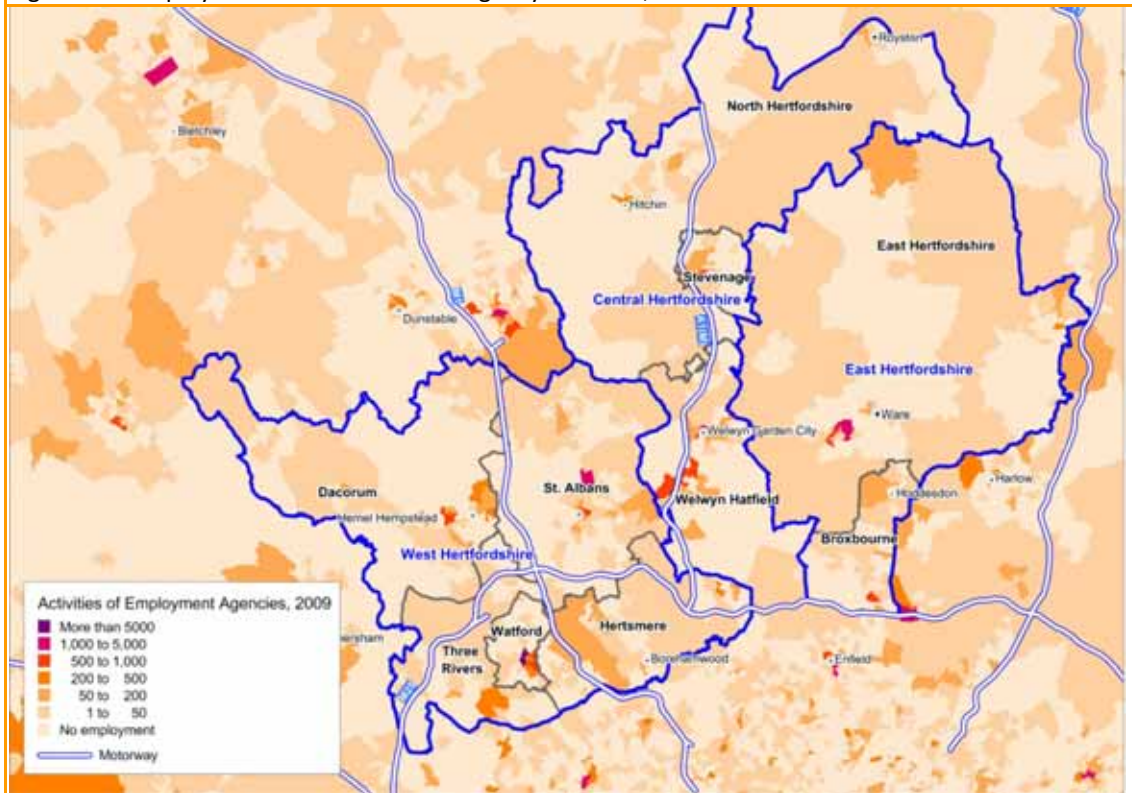 Royston
North Hertfordshire
Bletchley
Hitchin
East Hertfordshire
Stevenage
Central Hertfordshire
Dunstable
East Hertfordshire
Ware
Welwyn Garden City
Dacorum
St. Albans
Welwyn Hatfield
Hoddesdon
Harlow
Hemel Hempstead
Broxbourne
West Hertfordshire
Activities of Employment Agencies, 2009
More than 5000
1,000 to 5,000
500 to 1,000
200 to 500
50 to 200
1 to 50
No employment
Motorway
ersham
Watford
Hertsmere
Three
Rivers
Borehamwood
Enfield